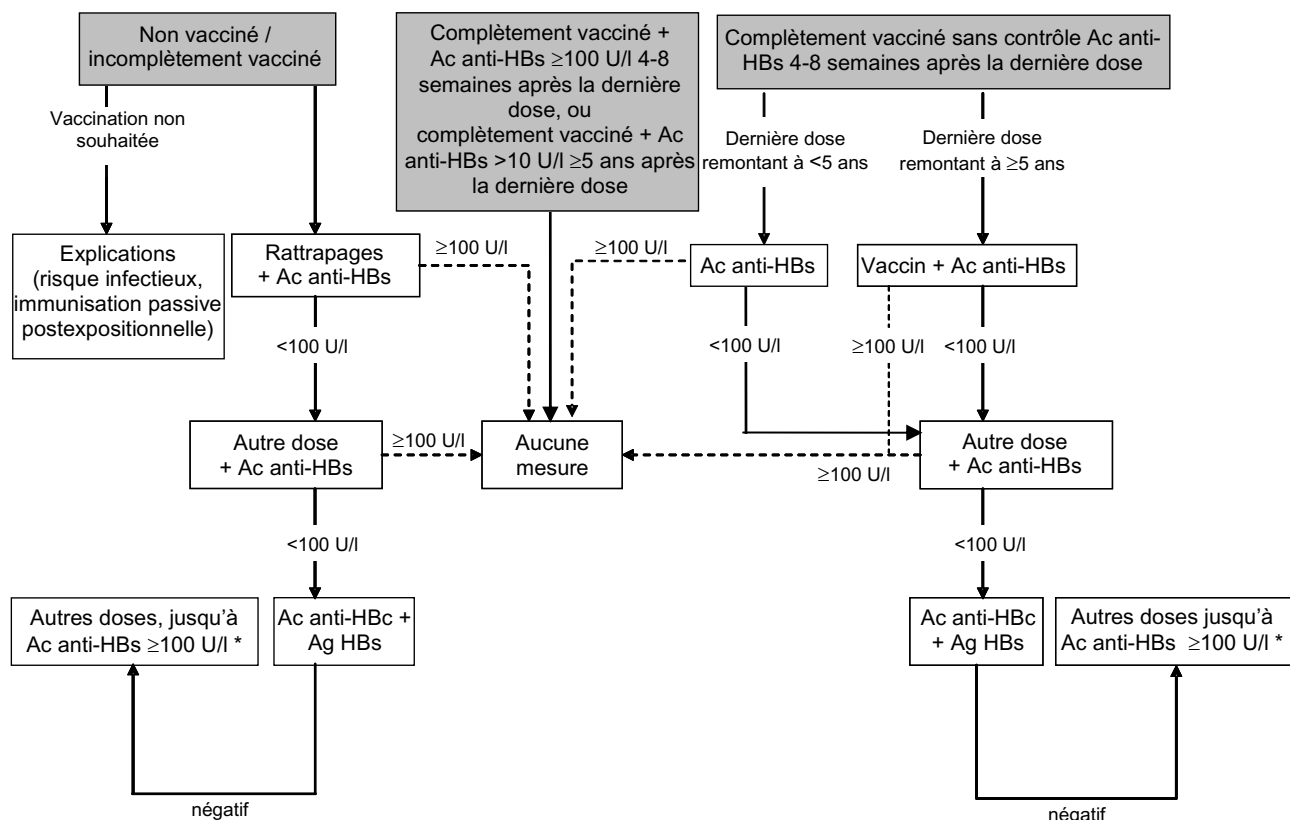 Non vacciné /
incomplètement vacciné
Complètement vacciné +
Ac anti-HBs ≥100 U/l 4-8
semaines après la dernière
dose, ou
complètement vacciné + Ac
anti-HBs >10 U/l ≥5 ans après
la dernière dose
Complètement vacciné sans contrôle Ac anti-
HBs 4-8 semaines après la dernière dose
Vaccination non
souhaitée
Dernière dose
remontant à <5 ans
Dernière dose
remontant à ≥5 ans
Explications
(risque infectieux,
immunisation passive
postexpositionnelle)
Rattrapages
+ Ac anti-HBs
≥100 U/l
≥100 U/l
Ac anti-HBs
Vaccin + Ac anti-HBs
<100 U/l
<100 U/l
≥100 U/l
<100 U/l
Autre dose
+ Ac anti-HBs
≥100 U/l
Aucune
mesure
≥100 U/l
Autre dose
+ Ac anti-HBs
<100 U/l
<100 U/l
Autres doses, jusqu’à
Ac anti-HBs ≥100 U/l *
Ac anti-HBc +
Ag HBs
Ac anti-HBc
+ Ag HBs
Autres doses jusqu’à
Ac anti-HBs ≥100 U/l *
négatif
négatif